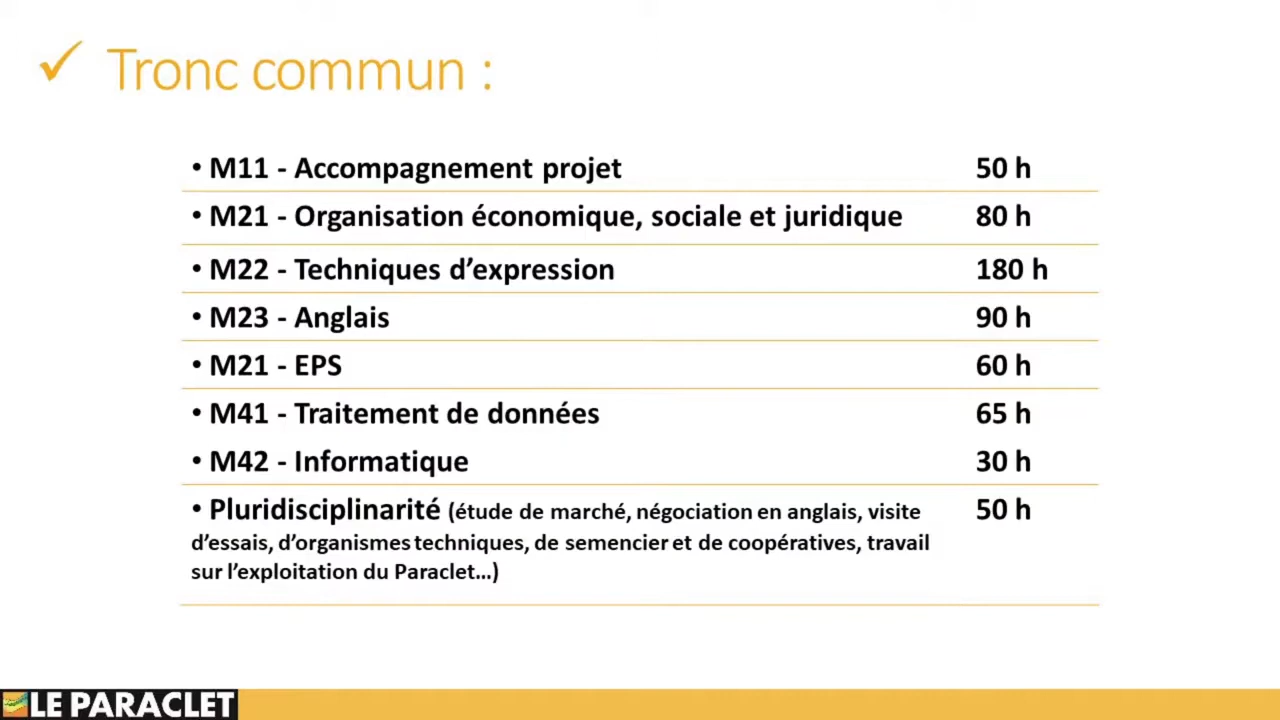 ✓ Tronc commun :
• M11 - Accompagnement projet 50 h
• M21 - Organisation économique, sociale et juridique 80 h
• M22 - Techniques d’expression 180 h
• M23 - Anglais 90 h
• M21 - EPS 60 h
• M41 - Traitement de données 65 h
• M42 - Informatique 30 h
• Pluridisciplinarité (étude de marché, négociation en anglais, visite 50 h
d’essais, d’organismes techniques, de semencier et de coopératives, travail
sur l’exploitation du Paraclet…)
LE PARACLET